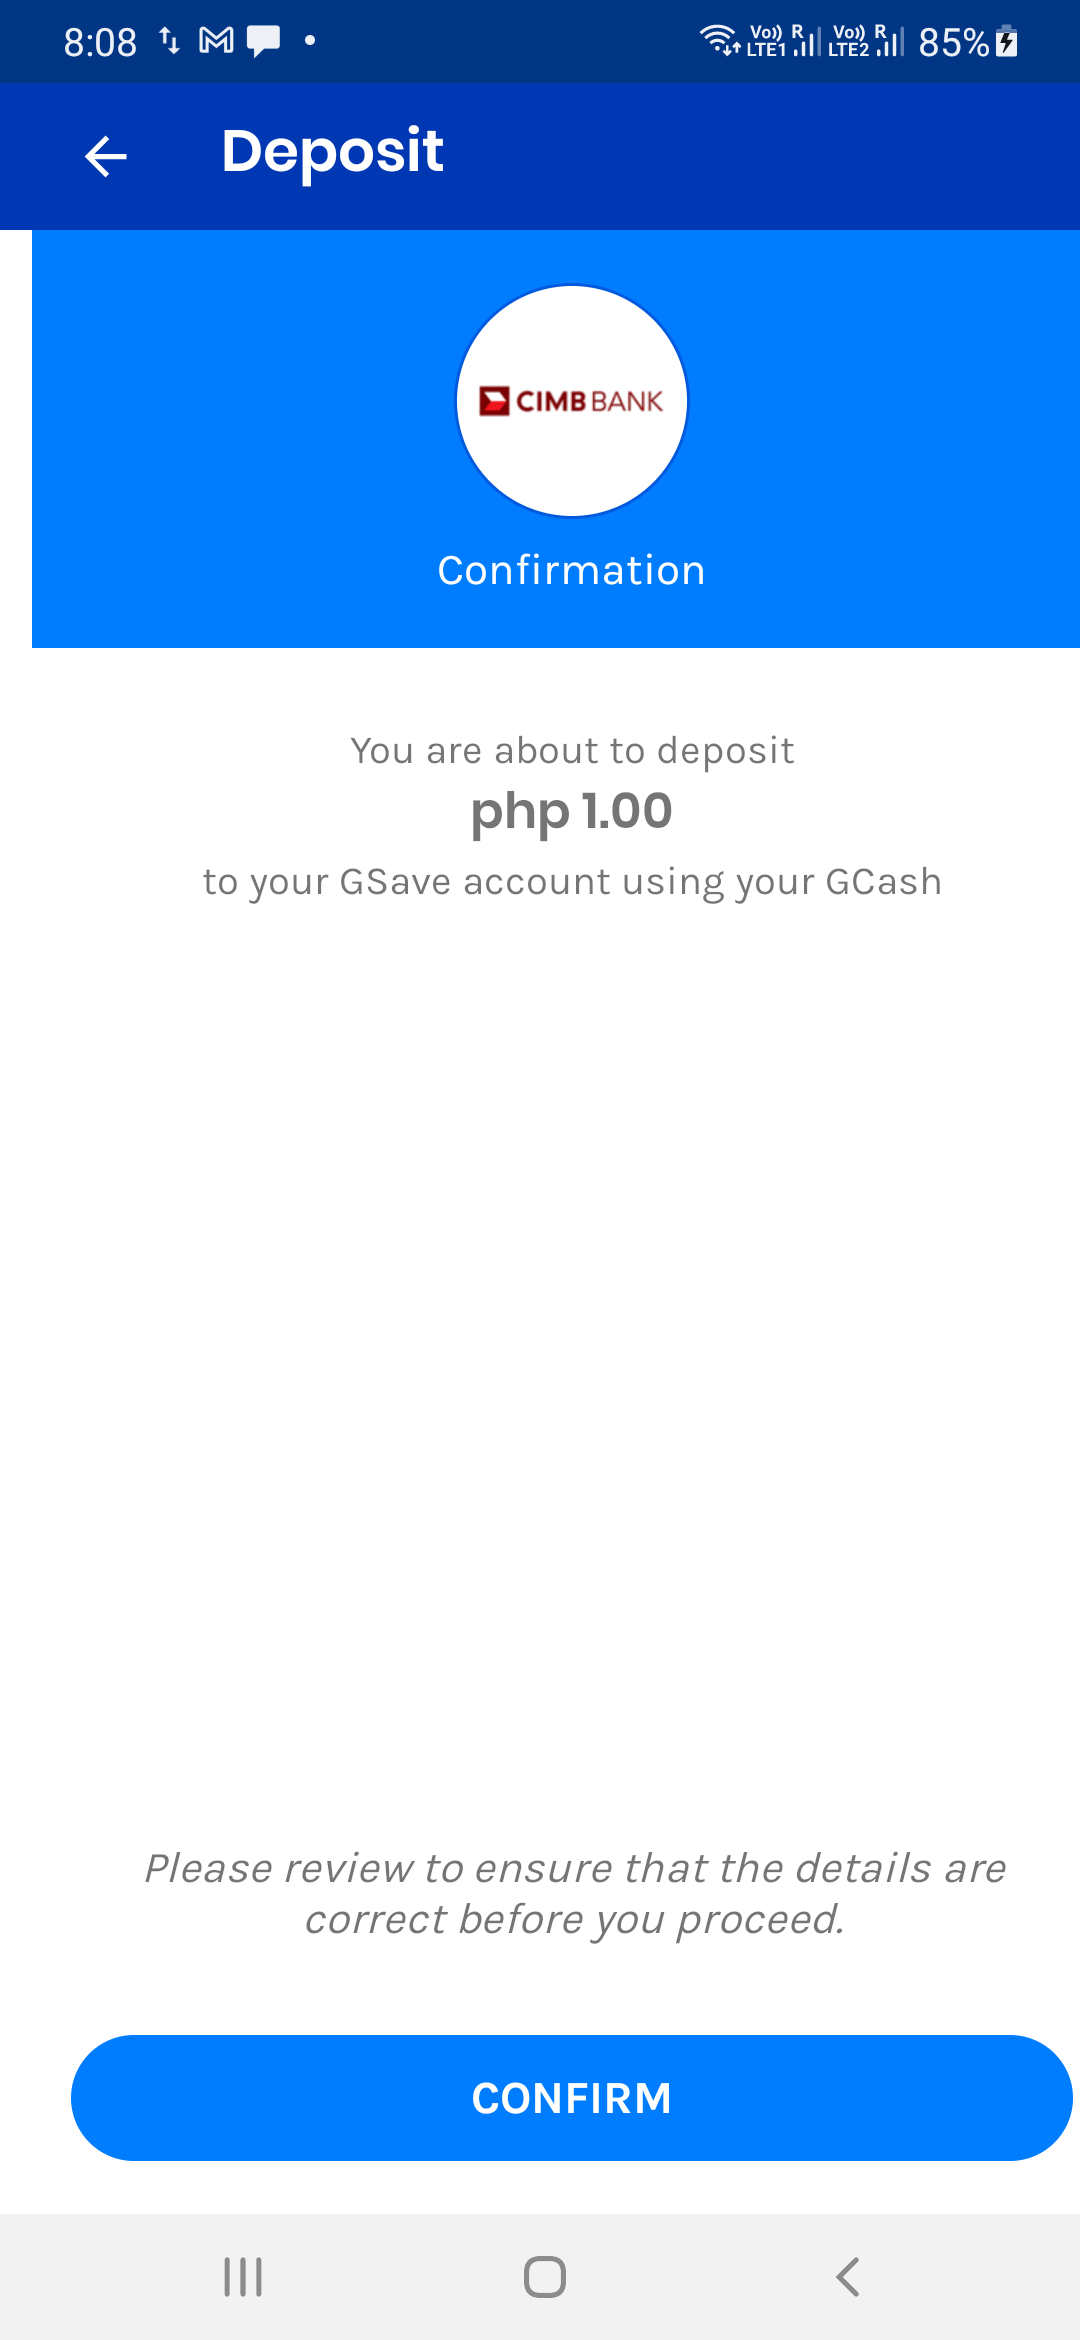 8:08
Vo)) R Vo)) R
LTE1 LTE2
85%
Deposit
CIMB BANK
Confirmation
You are about to deposit
php 1.00
to your GSave account using your GCash
Please review to ensure that the details are
correct before you proceed.
CONFIRM